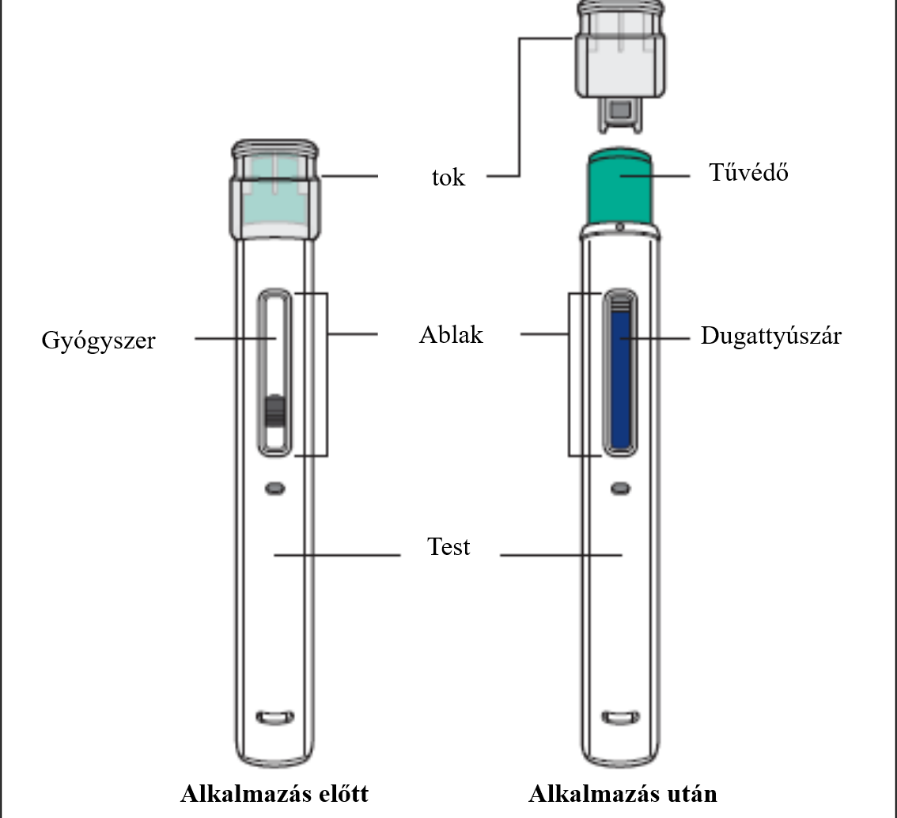 tok
Tűvédő
Gyógyszer
Ablak
Dugattyúszár
Test
Alkalmazás előtt
Alkalmazás után